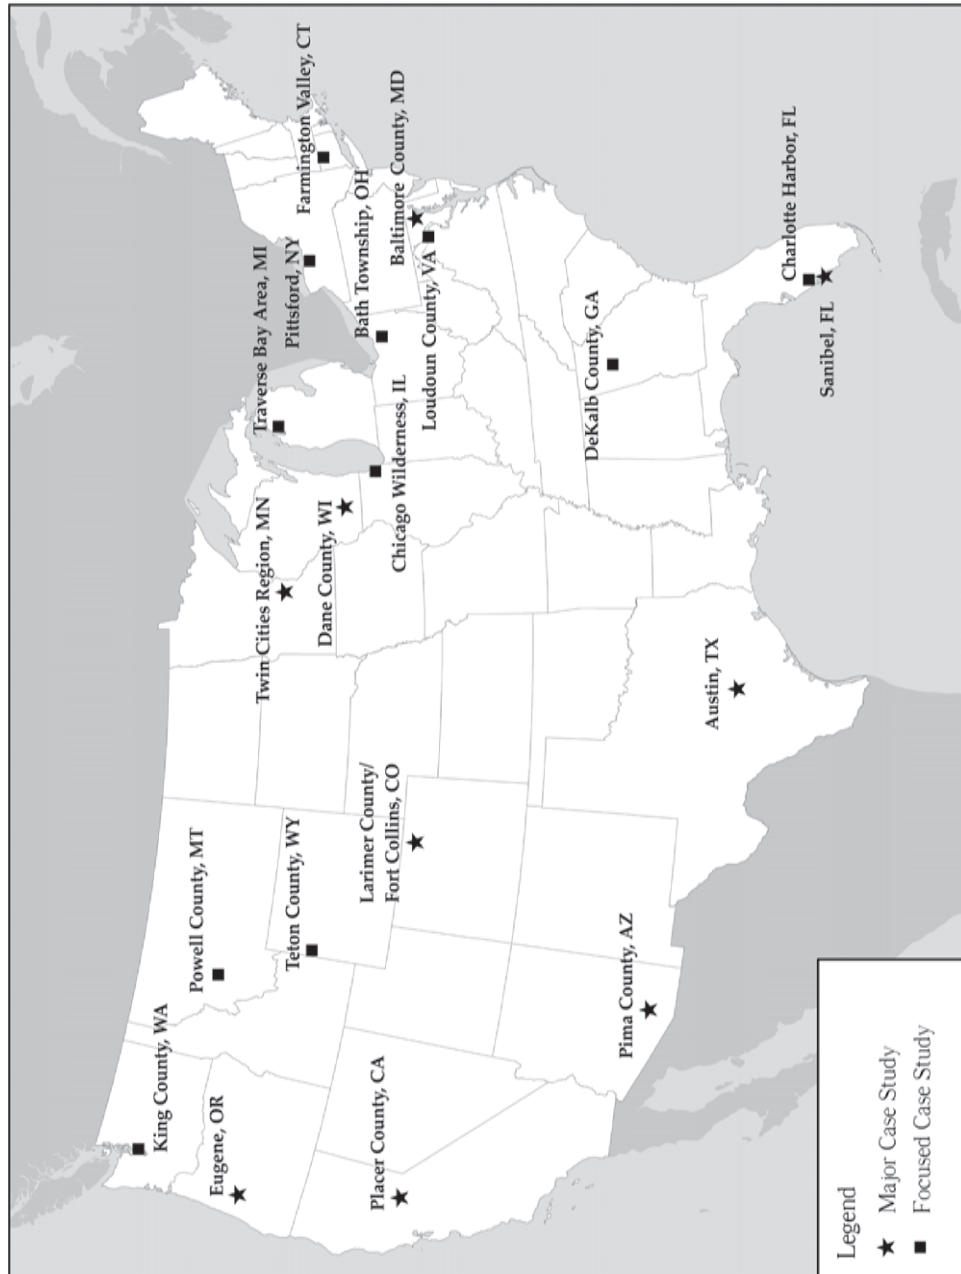 King County, WA
Powell County, MT
Eugene, OR
Teton County, WY
Placer County, CA
Larimer County/
Fort Collins, CO
Pima County, AZ
Austin, TX
Twin Cities Region, MN
Dane County, WI
Traverse Bay Area, MI
Pittsford, NY
Farmington Valley, CT
Bath Township, OH
Baltimore County, MD
Chicago Wilderness, IL
Loudoun County, VA
DeKalb County, GA
Charlotte Harbor, FL
Sanibel, FL
Legend
Major Case Study
Focused Case Study